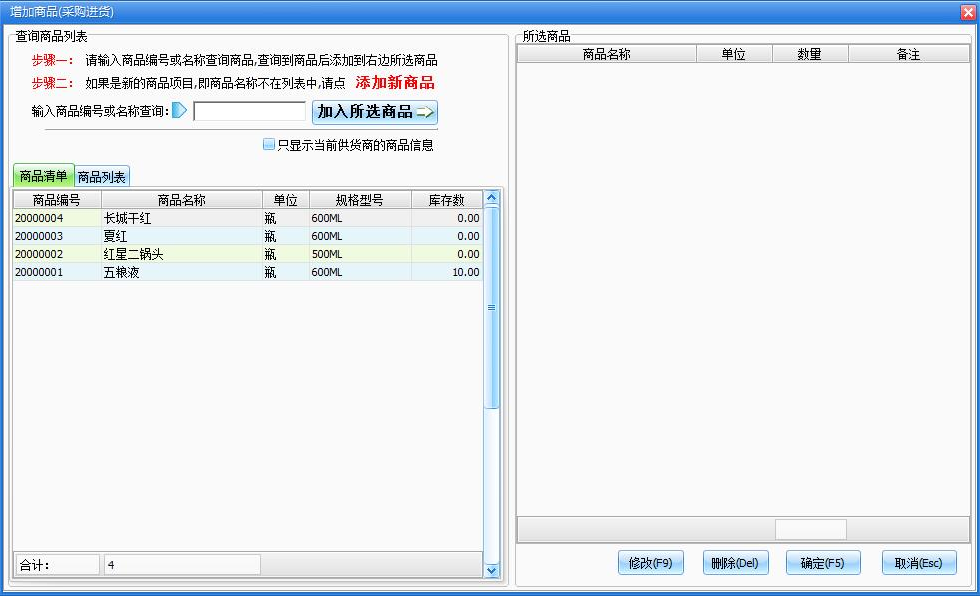 增加商品(采购进货)
查询商品列表
步骤一： 请输入商品编号或名称查询商品,查询到商品后添加到右边所选商品
步骤二： 如果是新的商品项目,即商品名称不在列表中,请点 添加新商品
输入商品编号或名称查询: 加入所选商品
只显示当前供货商的商品信息
商品清单 商品列表
商品编号 商品名称 单位 规格型号 库存数
20000004 长城干红 瓶 600ML 0.00
20000003 夏红 瓶 600ML 0.00
20000002 红星二锅头 瓶 500ML 0.00
20000001 五粮液 瓶 600ML 10.00
合计: 4
所选商品
商品名称 单位 数量 备注
修改(F9) 删除(Del) 确定(F5) 取消(Esc)